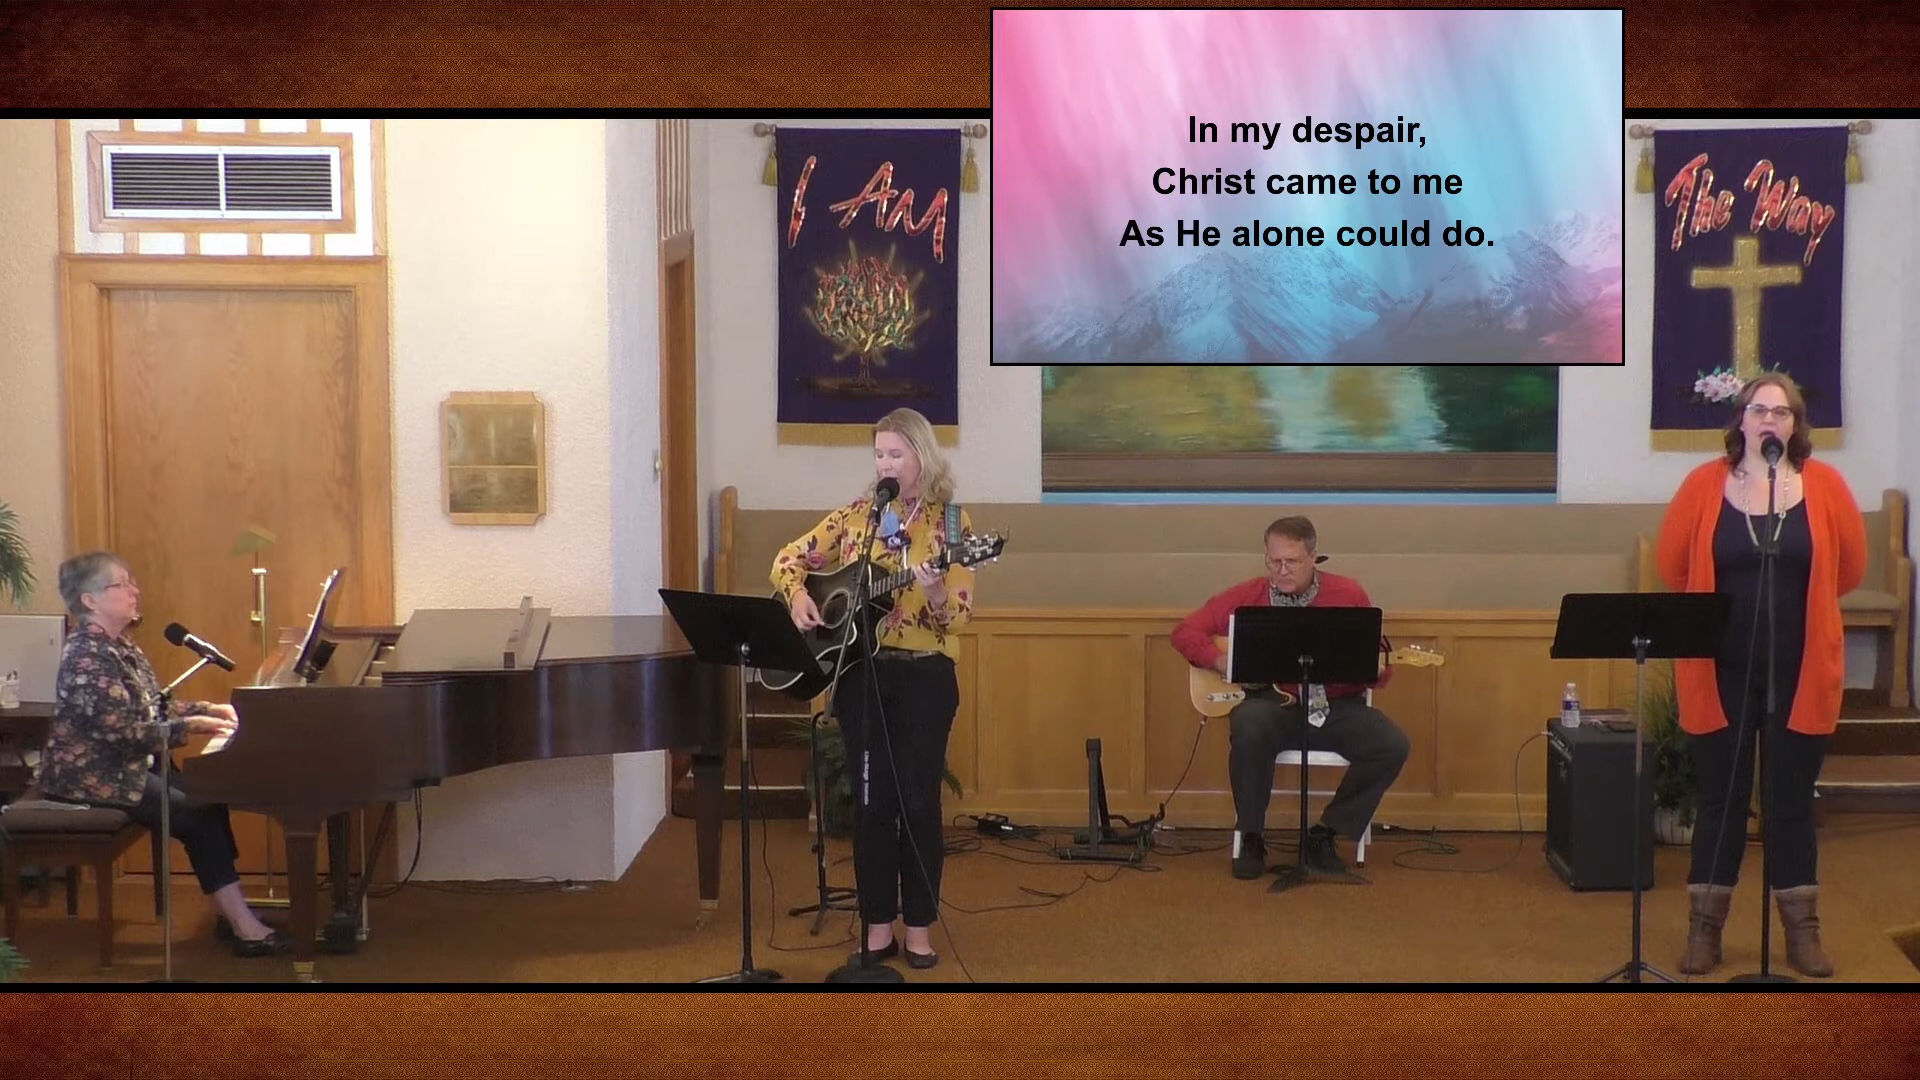 In my despair,
Christ came to me
As He alone could do.
I Am
The Way